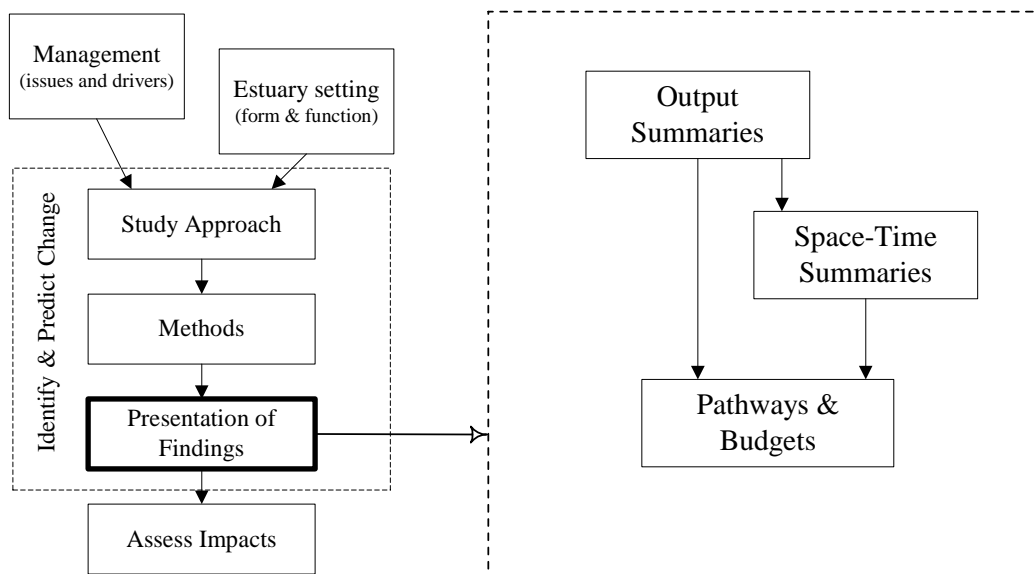 Management
(issues and drivers)
Estuary setting
(form & function)
Identify & Predict Change
Study Approach
Methods
Presentation of
Findings
Assess Impacts
Output
Summaries
Space-Time
Summaries
Pathways &
Budgets